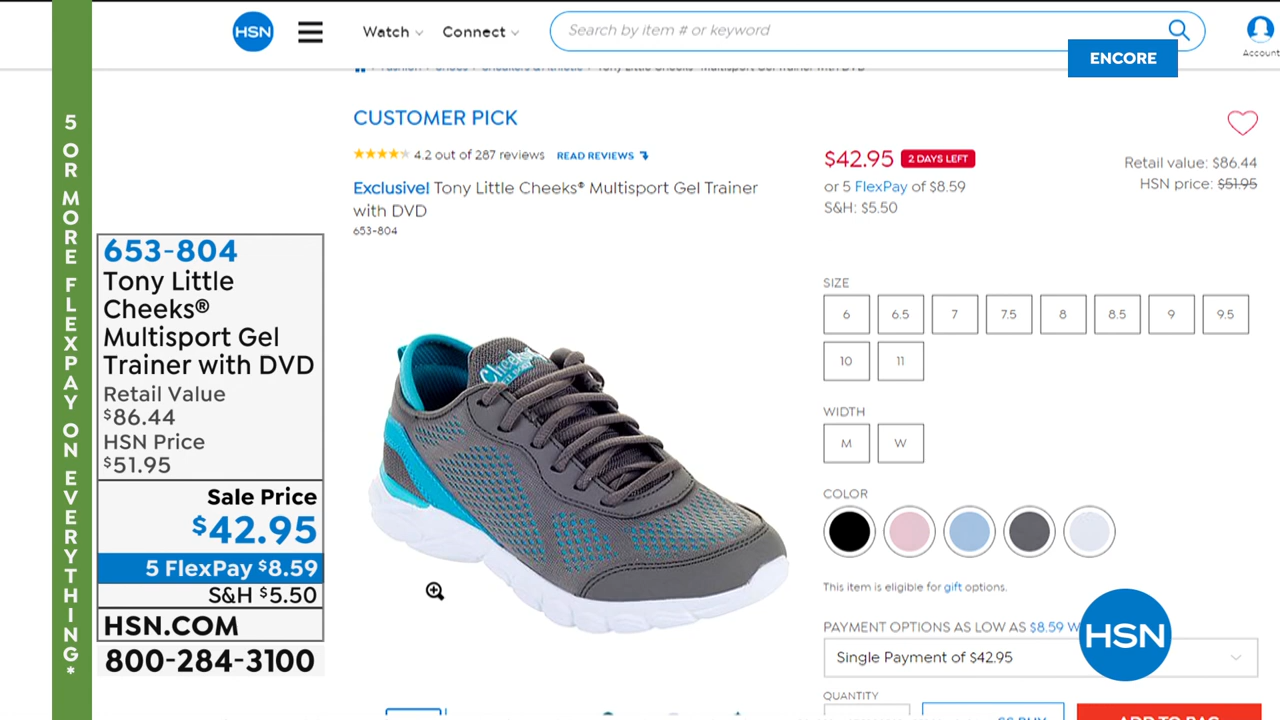 5 OR MORE FLEXPAY ON EVERYTHING*
HSN
Watch
Connect
Search by item # or keyword
Account
ENCORE
CUSTOMER PICK
4.2 out of 287 reviews READ REVIEWS
Exclusive! Tony Little Cheeks® Multisport Gel Trainer
with DVD
653-804
$42.95 2 DAYS LEFT
or 5 FlexPay of $8.59
S&H: $5.50
Retail value: $86.44
HSN price: $51.95
653-804
Tony Little
Cheeks®
Multisport Gel
Trainer with DVD
Retail Value
$86.44
HSN Price
$51.95
Sale Price
$42.95
5 FlexPay $8.59
S&H $5.50
HSN.COM
800-284-3100
Cheeks
SIZE
6 6.5 7 7.5 8 8.5 9 9.5
10 11
WIDTH
M W
COLOR
This item is eligible for gift options.
PAYMENT OPTIONS AS LOW AS $8.59 W
HSN
Single Payment of $42.95
QUANTITY
ADD TO BAG